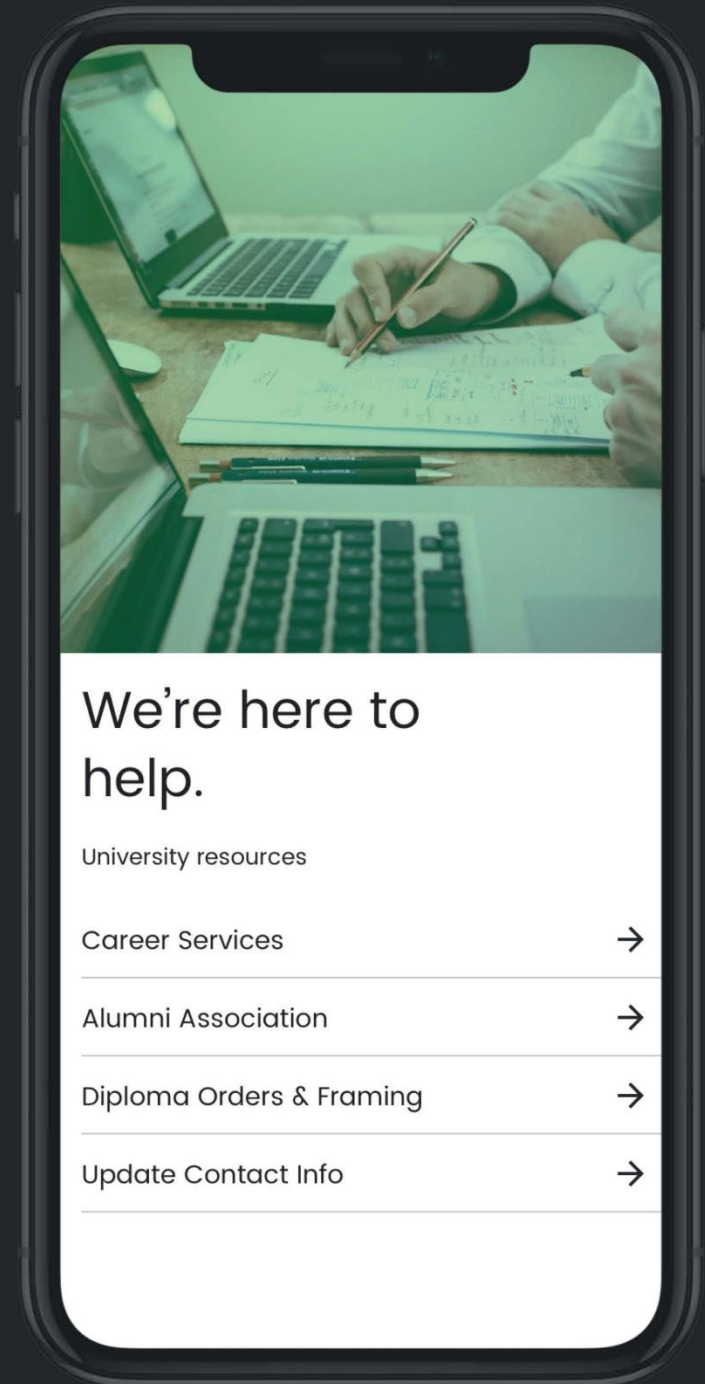 We’re here to
help.
University resources
Career Services
Alumni Association
Diploma Orders & Framing
Update Contact Info